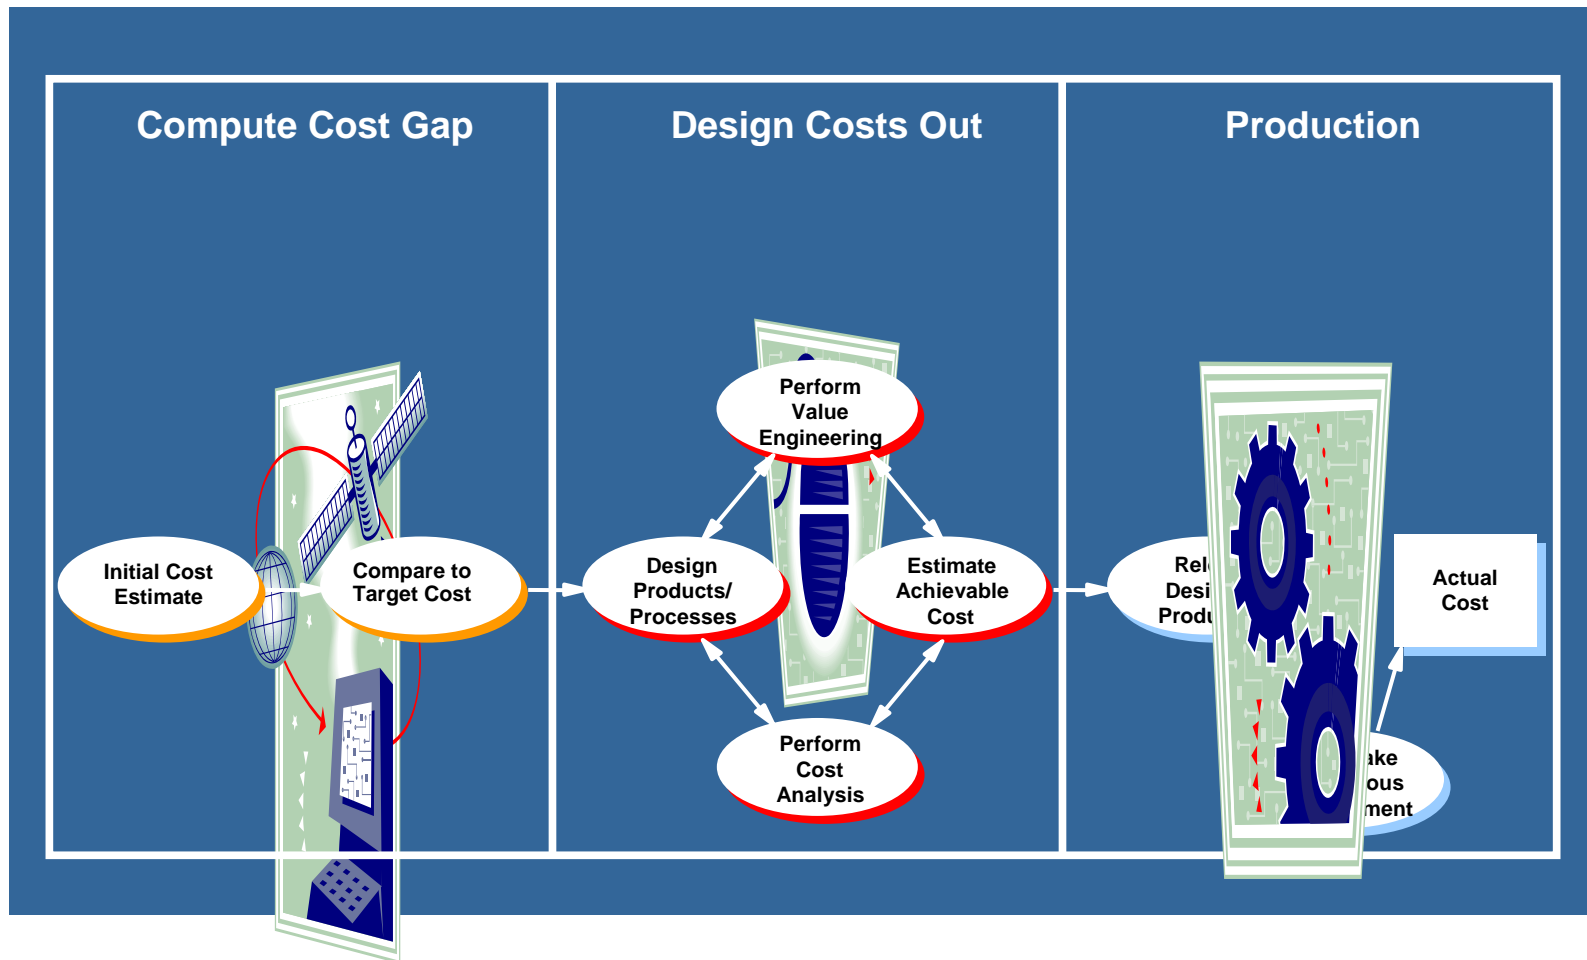 Compute Cost Gap
Design Costs Out
Production
Initial Cost
Estimate
Compare to
Target Cost
Perform
Value
Engineering
Design
Products/
Processes
Estimate
Achievable
Cost
Perform
Cost
Analysis
Actual
Cost